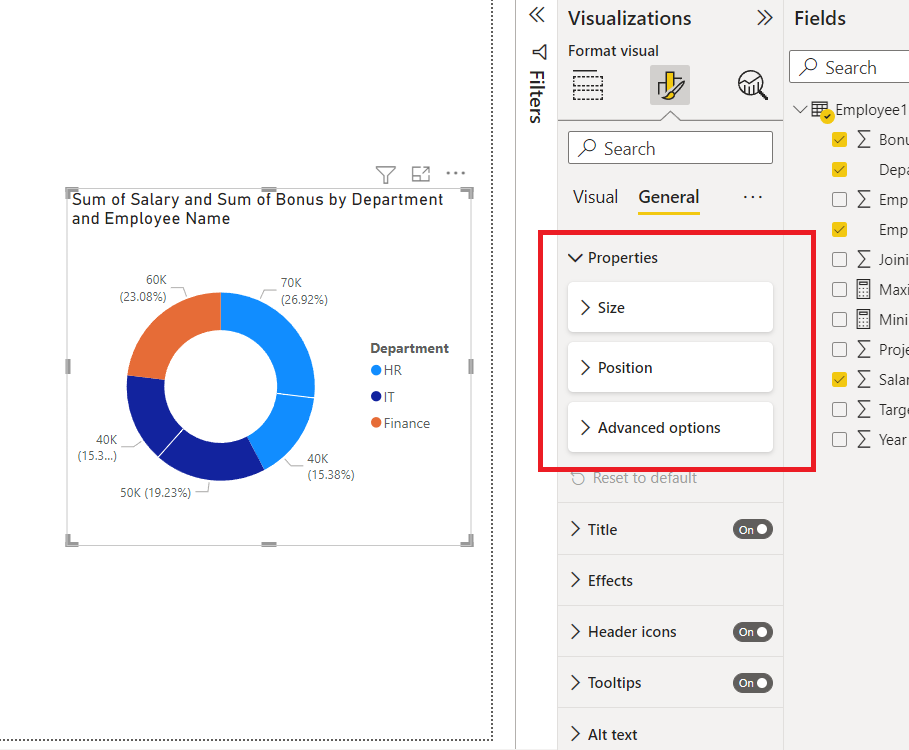 Sum of Salary and Sum of Bonus by Department
and Employee Name
60K
(23.08%)
70K
(26.92%)
40K
(15.3...)
50K (19.23%)
40K
(15.38%)
Department
HR
IT
Finance
Filters
Visualizations
Format visual
Search
Visual
General
...
Properties
Size
Position
Advanced options
Reset to default
Title
On
Effects
Header icons
On
Tooltips
On
Alt text
Fields
Search
Employee1
Bonu
Depa
Emp
Emp
Joini
Maxi
Mini
Proje
Salar
Targe
Year